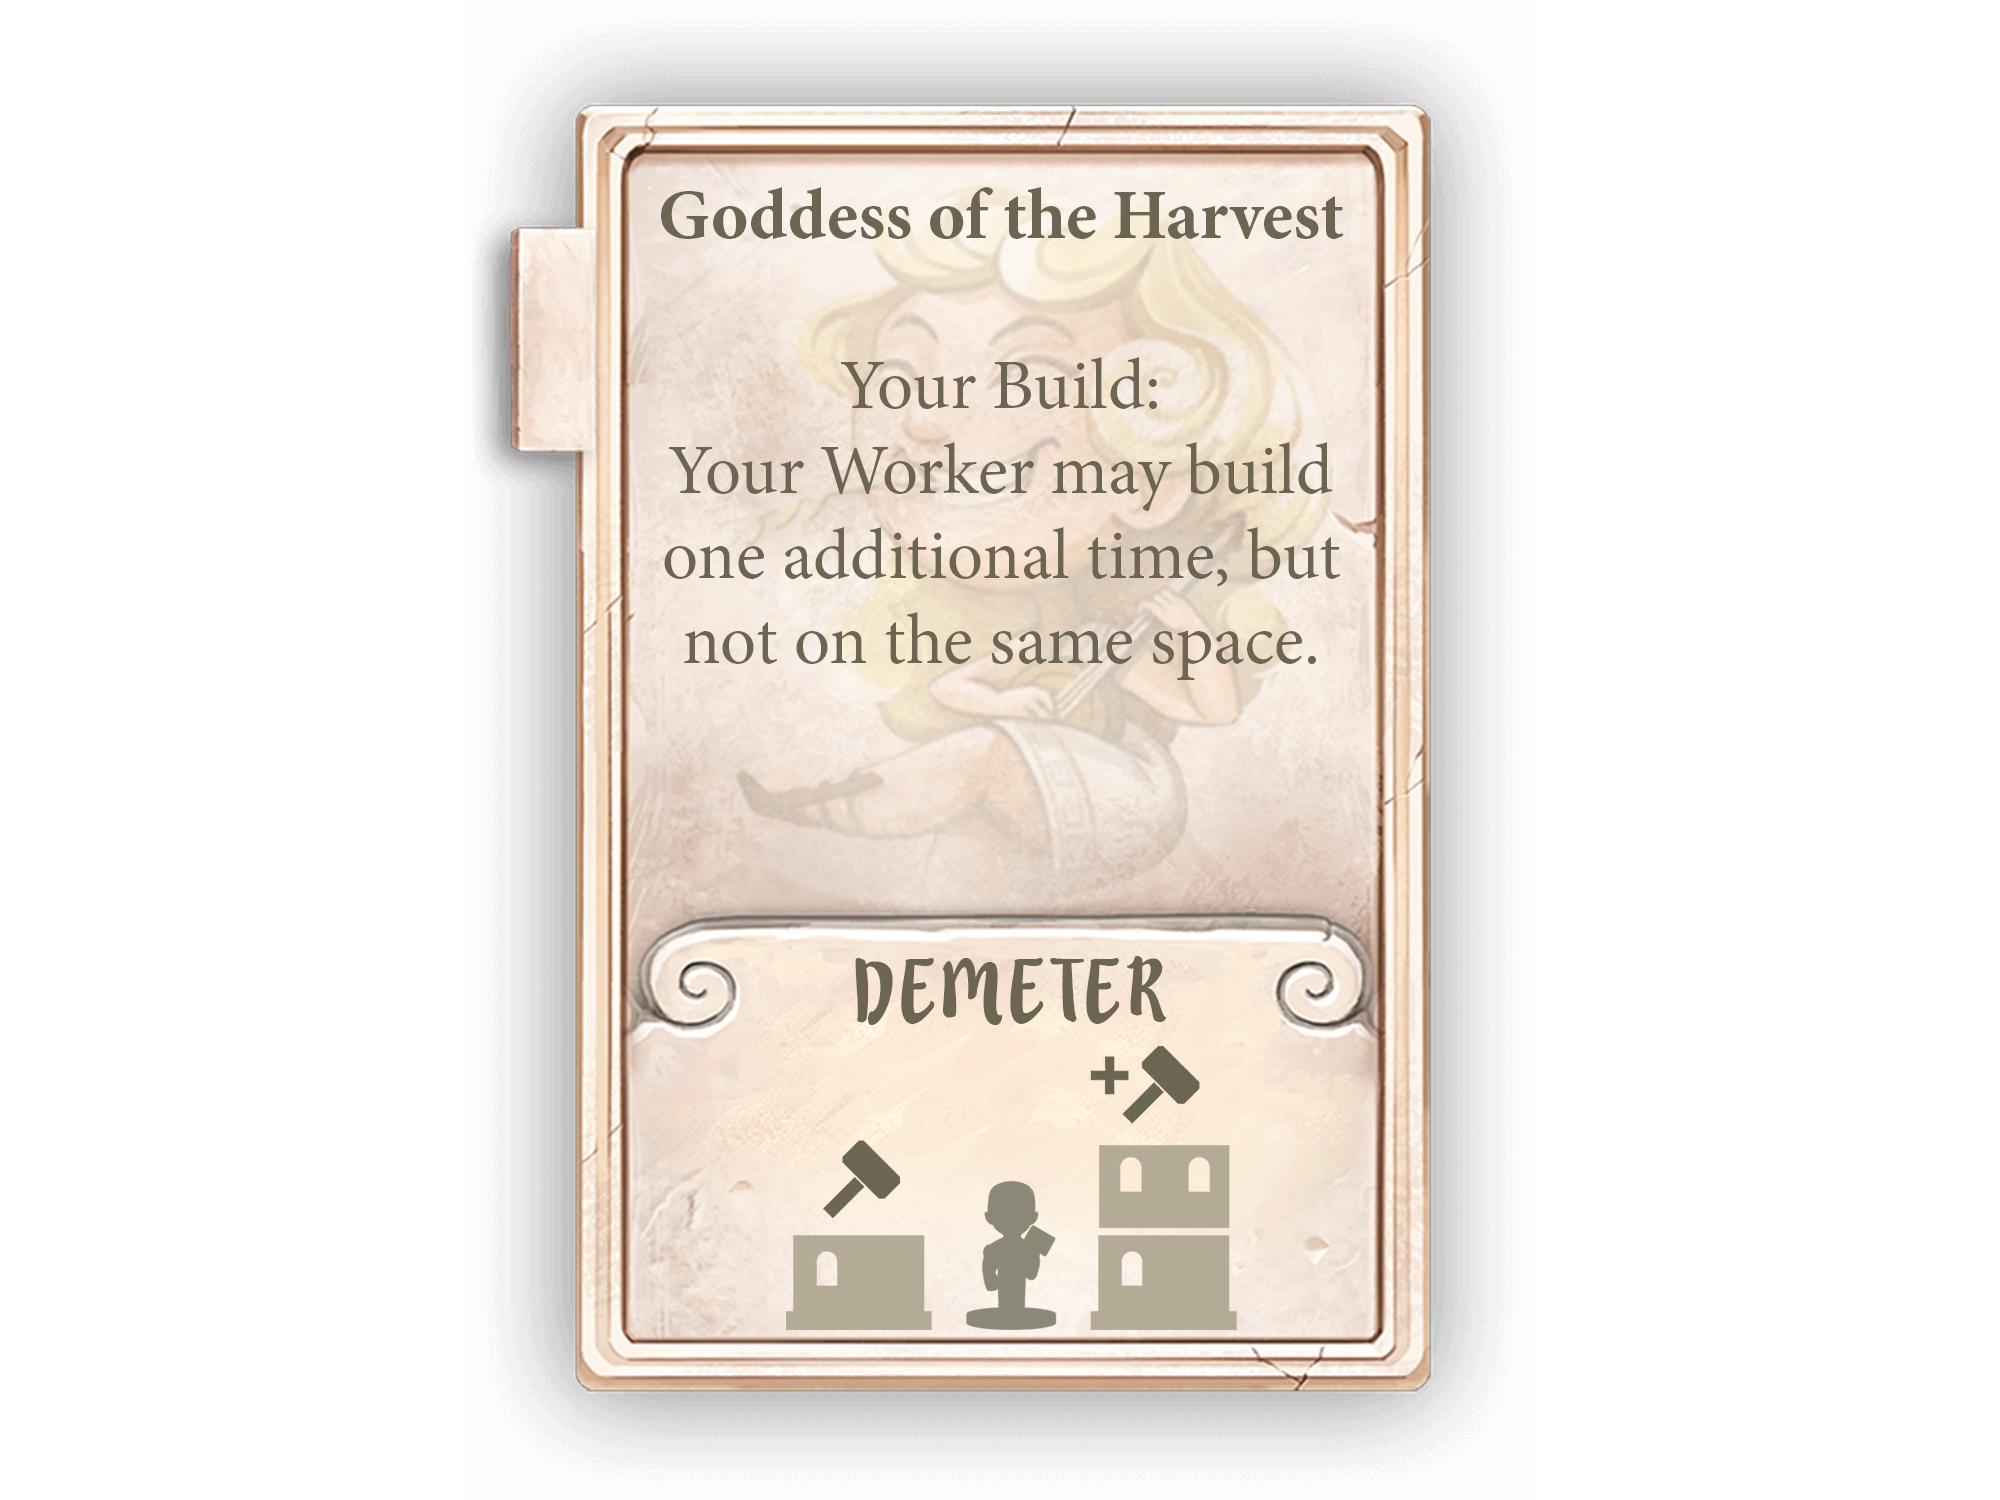 Goddess of the Harvest
Your Build:
Your Worker may build
one additional time, but
not on the same space.
DEMETER
+